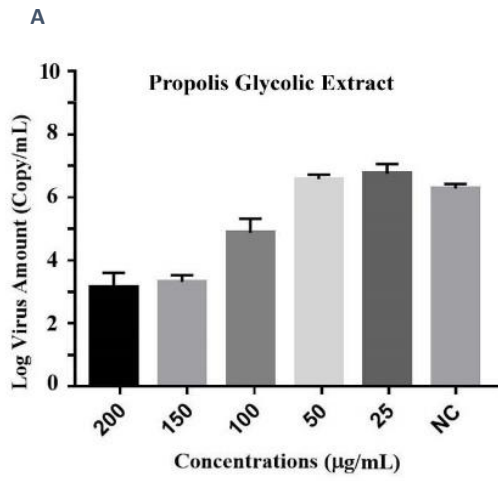 A
Propolis Glycolic Extract
Log Virus Amount (Copy/mL)
10
8
6
4
2
0
200
150
100
50
25
NC
Concentrations (μg/mL)